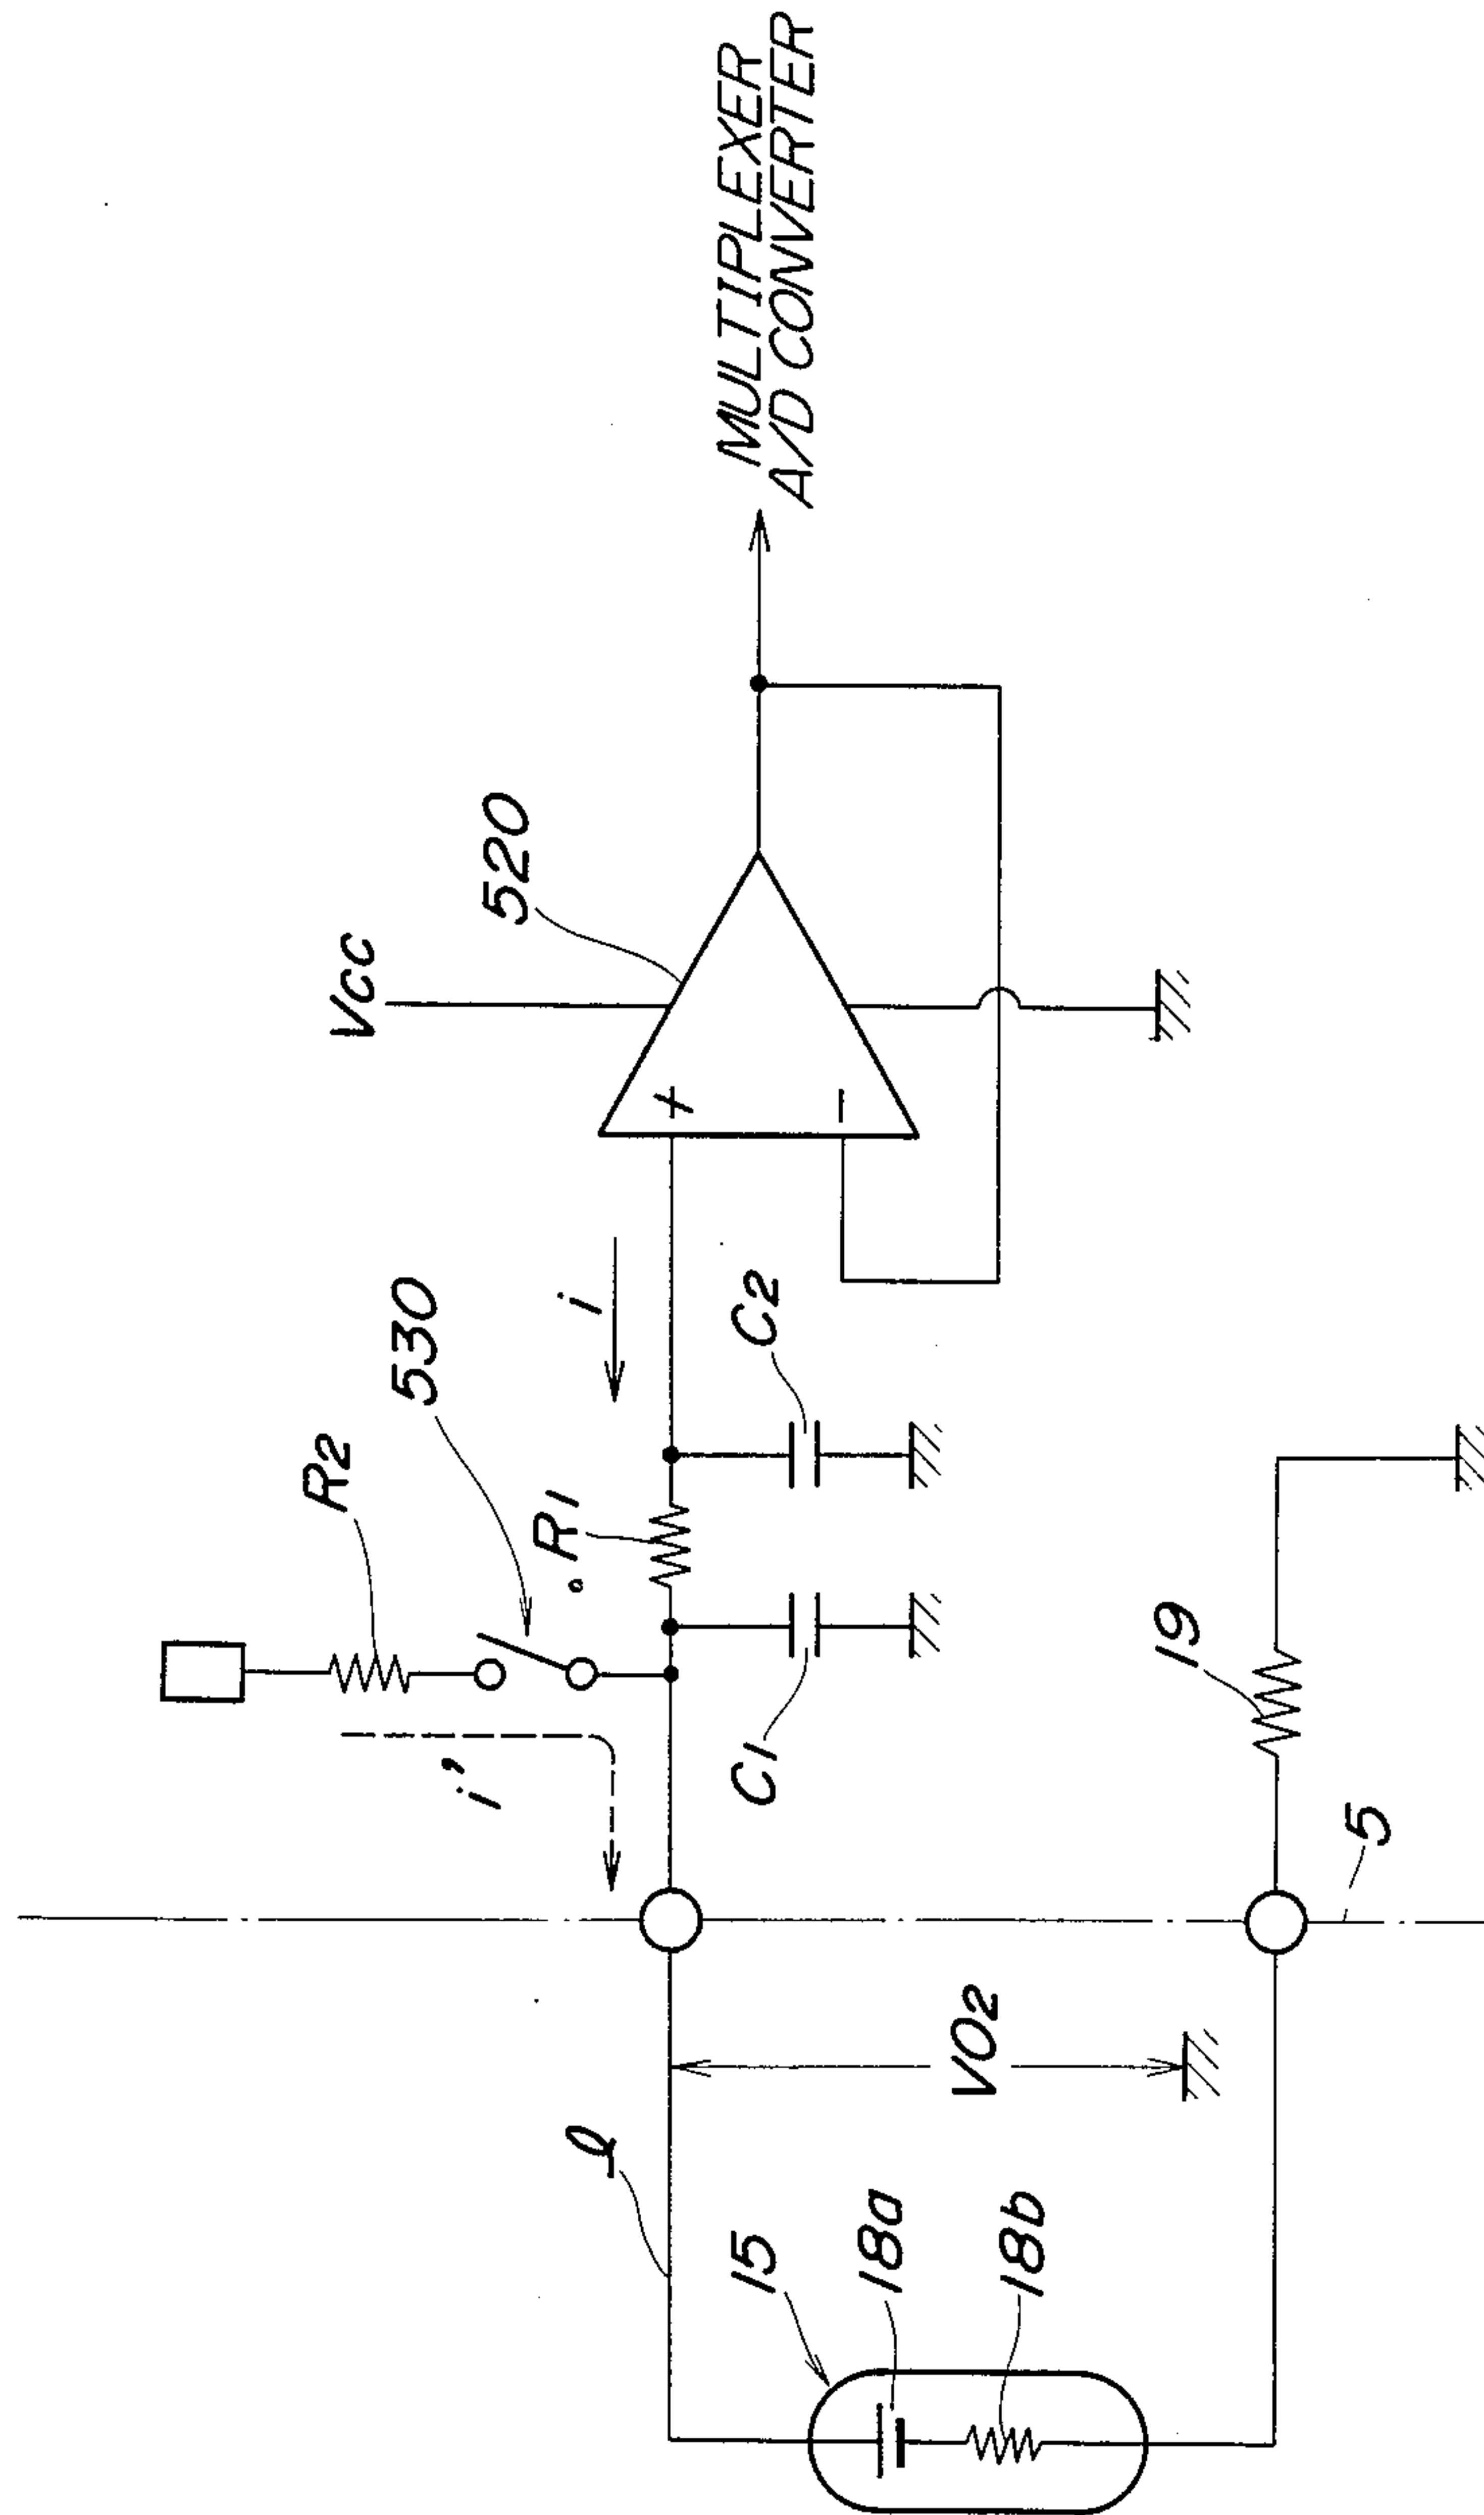 MULTIPLEXER
A/D CONVERTER
Vcc
520
+
−
R2
530
R1
i
C2
i'
C1
19
5
VO2
l
15
18a
18b